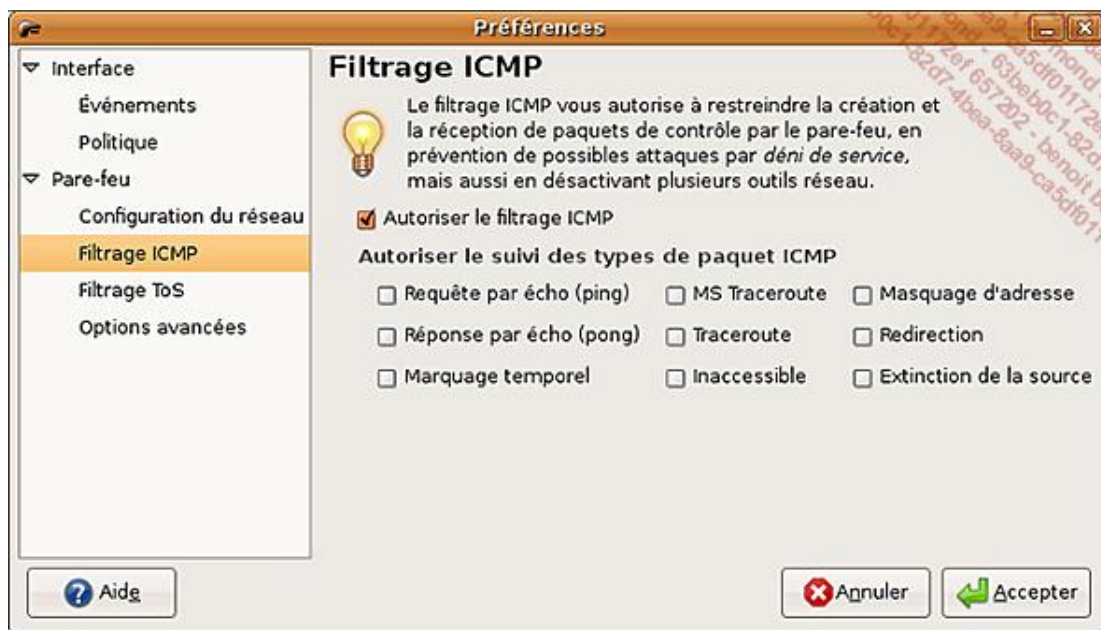 Préférences
Interface
Événements
Politique
Pare-feu
Configuration du réseau
Filtrage ICMP
Filtrage ToS
Options avancées
Filtrage ICMP
Le filtrage ICMP vous autorise à restreindre la création et
la réception de paquets de contrôle par le pare-feu, en
prévention de possibles attaques par déni de service,
mais aussi en désactivant plusieurs outils réseau.
Autoriser le filtrage ICMP
Autoriser le suivi des types de paquet ICMP
Requête par écho (ping)
MS Traceroute
Masquage d'adresse
Réponse par écho (pong)
Traceroute
Redirection
Marquage temporel
Inaccessible
Extinction de la source
Aide
Annuler
Accepter